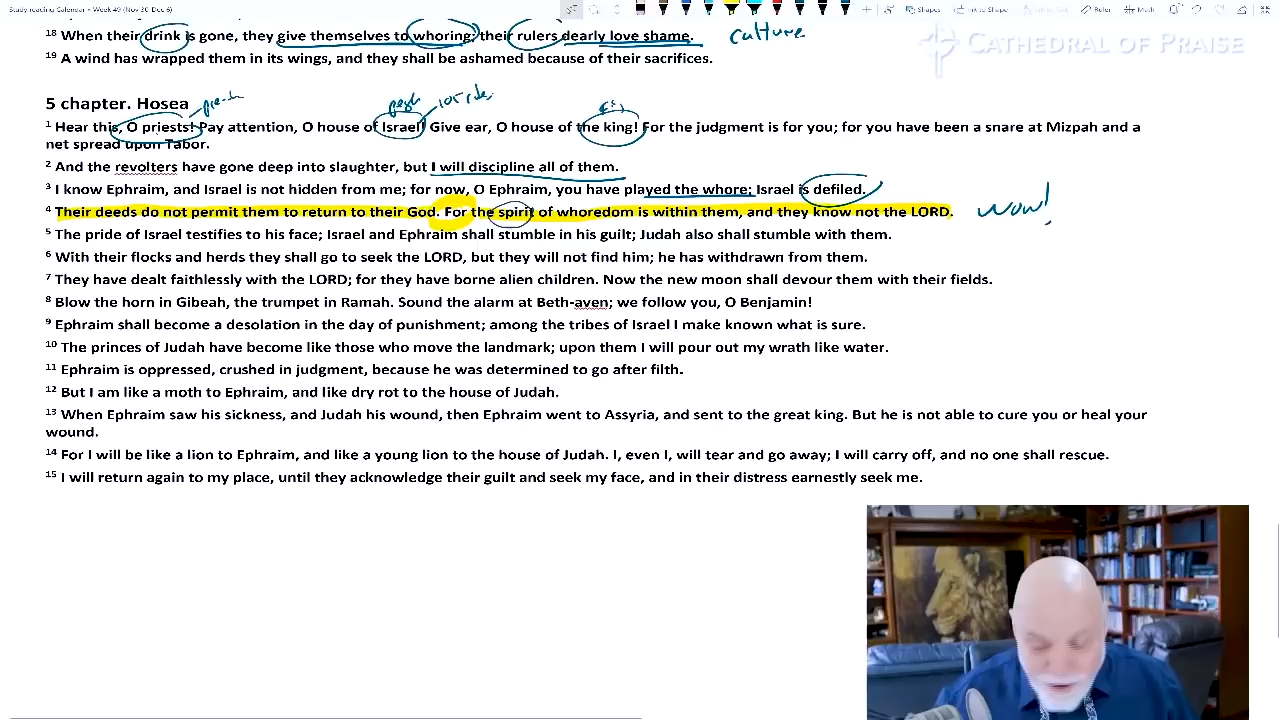 Study reading Calendar • Week 49 (Nov 30-Dec 6)
Shapes Ink to Shape Ruler Math
CATHEDRAL OF PRAISE
18 When their drink is gone, they give themselves to whoring; their rulers dearly love shame. culture
19 A wind has wrapped them in its wings, and they shall be ashamed because of their sacrifices.
5 chapter. Hosea
1 Hear this, O priests! Pay attention, O house of Israel! Give ear, O house of the king! For the judgment is for you; for you have been a snare at Mizpah and a
net spread upon Tabor.
2 And the revolters have gone deep into slaughter, but I will discipline all of them.
3 I know Ephraim, and Israel is not hidden from me; for now, O Ephraim, you have played the whore; Israel is defiled.
4 Their deeds do not permit them to return to their God. For the spirit of whoredom is within them, and they know not the LORD. wow!
5 The pride of Israel testifies to his face; Israel and Ephraim shall stumble in his guilt; Judah also shall stumble with them.
6 With their flocks and herds they shall go to seek the LORD, but they will not find him; he has withdrawn from them.
7 They have dealt faithlessly with the LORD; for they have borne alien children. Now the new moon shall devour them with their fields.
8 Blow the horn in Gibeah, the trumpet in Ramah. Sound the alarm at Beth-aven; we follow you, O Benjamin!
9 Ephraim shall become a desolation in the day of punishment; among the tribes of Israel I make known what is sure.
10 The princes of Judah have become like those who move the landmark; upon them I will pour out my wrath like water.
11 Ephraim is oppressed, crushed in judgment, because he was determined to go after filth.
12 But I am like a moth to Ephraim, and like dry rot to the house of Judah.
13 When Ephraim saw his sickness, and Judah his wound, then Ephraim went to Assyria, and sent to the great king. But he is not able to cure you or heal your
wound.
14 For I will be like a lion to Ephraim, and like a young lion to the house of Judah. I, even I, will tear and go away; I will carry off, and no one shall rescue.
15 I will return again to my place, until they acknowledge their guilt and seek my face, and in their distress earnestly seek me.